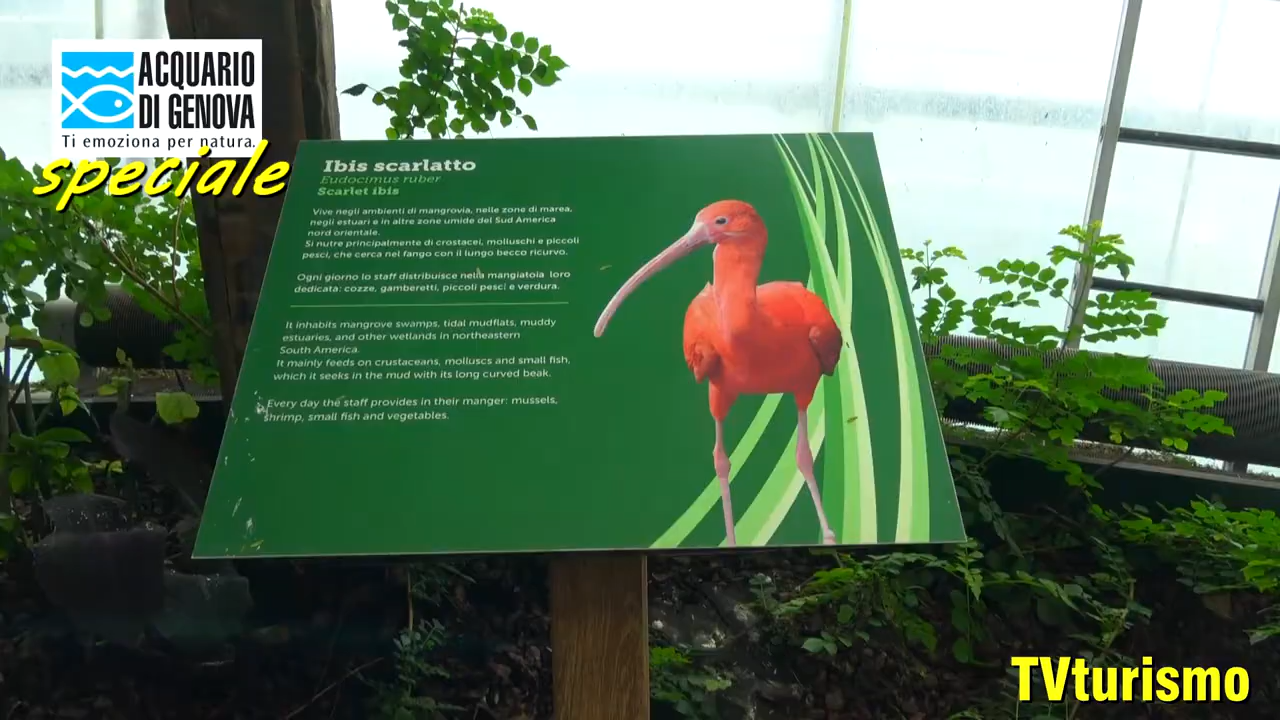 ACQUARIO
DI GENOVA
Ti emoziona per natura.
speciale
Ibis scarlatto
Eudocimus ruber
Scarlet ibis
Vive negli ambienti di mangrovia, nelle zone di marea,
negli estuari e in altre zone umide del Sud America
nord orientale.
Si nutre principalmente di crostacei, molluschi e piccoli
pesci, che cerca nel fango con il lungo becco ricurvo.
Ogni giorno lo staff distribuisce nella mangiatoia loro
dedicata: cozze, gamberetti, piccoli pesci e verdura.
It inhabits mangrove swamps, tidal mudflats, muddy
estuaries, and other wetlands in northeastern
South America.
It mainly feeds on crustaceans, molluscs and small fish,
which it seeks in the mud with its long curved beak.
Every day the staff provides in their manger: mussels,
shrimp, small fish and vegetables.
TVturismo